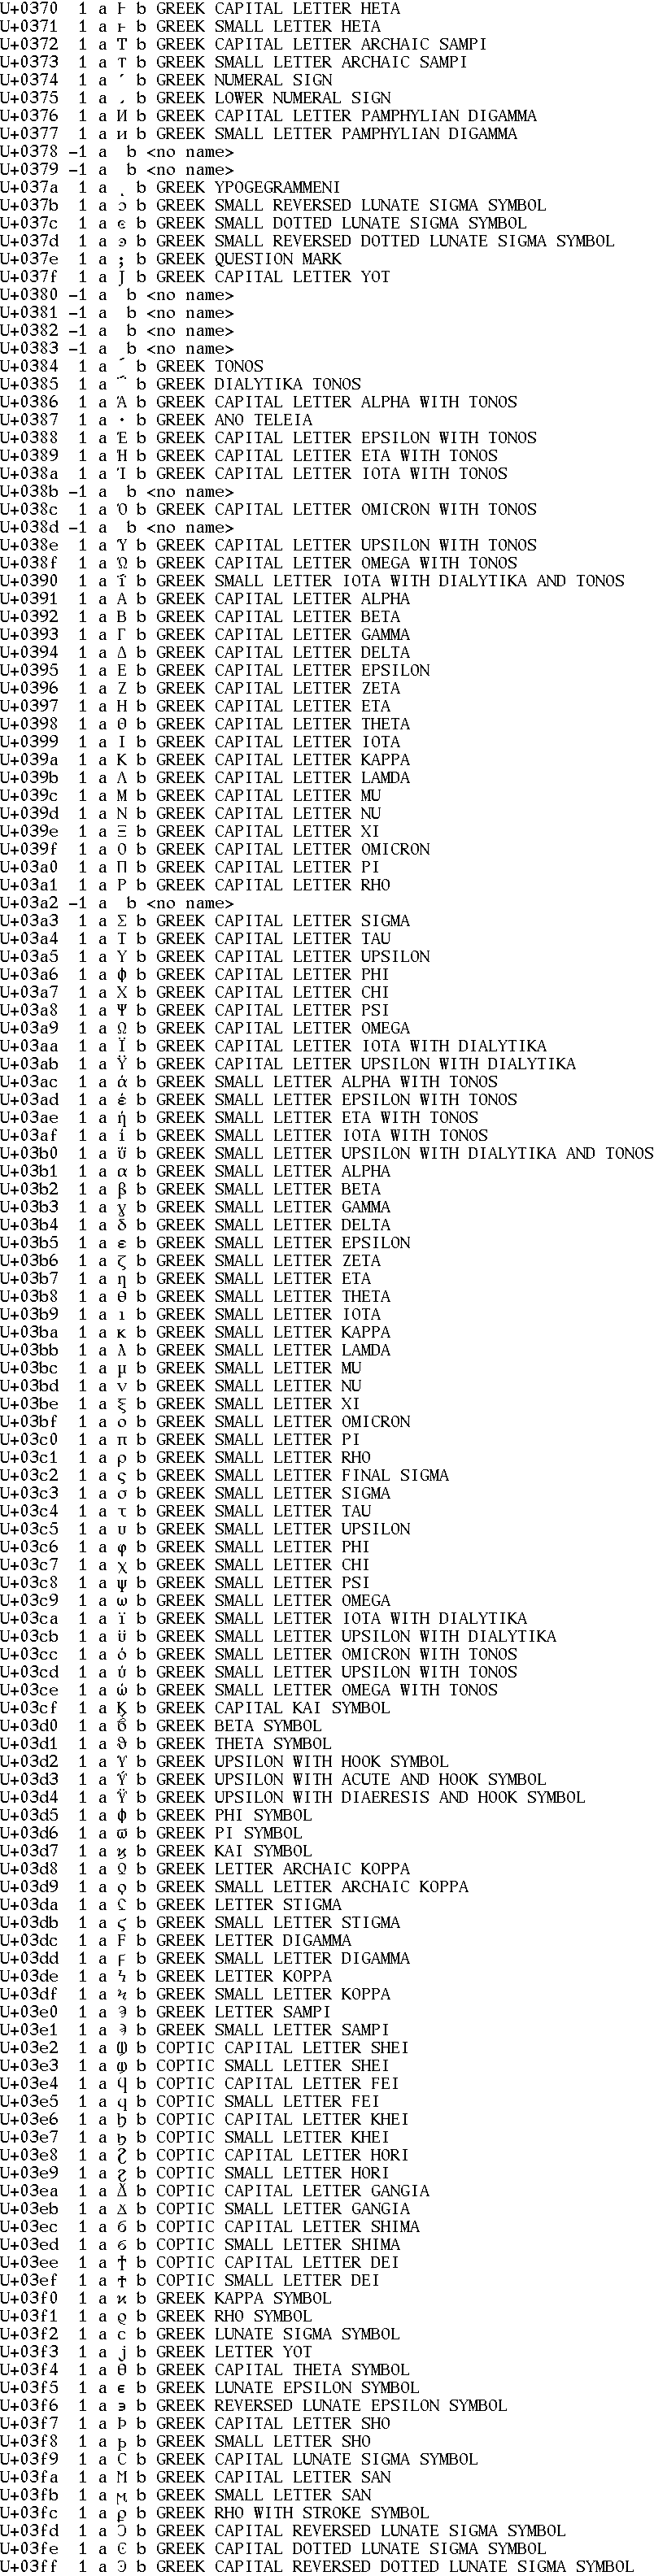 U+0370  1 a Ͱ b GREEK CAPITAL LETTER HETA
U+0371  1 a ͱ b GREEK SMALL LETTER HETA
U+0372  1 a Ͳ b GREEK CAPITAL LETTER ARCHAIC SAMPI
U+0373  1 a ͳ b GREEK SMALL LETTER ARCHAIC SAMPI
U+0374  1 a ʹ b GREEK NUMERAL SIGN
U+0375  1 a ͵ b GREEK LOWER NUMERAL SIGN
U+0376  1 a Ͷ b GREEK CAPITAL LETTER PAMPHYLIAN DIGAMMA
U+0377  1 a ͷ b GREEK SMALL LETTER PAMPHYLIAN DIGAMMA
U+0378 -1 a  b <no name>
U+0379 -1 a  b <no name>
U+037a  1 a ͺ b GREEK YPOGEGRAMMENI
U+037b  1 a ͻ b GREEK SMALL REVERSED LUNATE SIGMA SYMBOL
U+037c  1 a ͼ b GREEK SMALL DOTTED LUNATE SIGMA SYMBOL
U+037d  1 a ͽ b GREEK SMALL REVERSED DOTTED LUNATE SIGMA SYMBOL
U+037e  1 a ; b GREEK QUESTION MARK
U+037f  1 a Ϳ b GREEK CAPITAL LETTER YOT
U+0380 -1 a  b <no name>
U+0381 -1 a  b <no name>
U+0382 -1 a  b <no name>
U+0383 -1 a  b <no name>
U+0384  1 a ΄ b GREEK TONOS
U+0385  1 a ΅ b GREEK DIALYTIKA TONOS
U+0386  1 a Ά b GREEK CAPITAL LETTER ALPHA WITH TONOS
U+0387  1 a · b GREEK ANO TELEIA
U+0388  1 a Έ b GREEK CAPITAL LETTER EPSILON WITH TONOS
U+0389  1 a Ή b GREEK CAPITAL LETTER ETA WITH TONOS
U+038a  1 a Ί b GREEK CAPITAL LETTER IOTA WITH TONOS
U+038b -1 a  b <no name>
U+038c  1 a Ό b GREEK CAPITAL LETTER OMICRON WITH TONOS
U+038d -1 a  b <no name>
U+038e  1 a Ύ b GREEK CAPITAL LETTER UPSILON WITH TONOS
U+038f  1 a Ώ b GREEK CAPITAL LETTER OMEGA WITH TONOS
U+0390  1 a ΐ b GREEK SMALL LETTER IOTA WITH DIALYTIKA AND TONOS
U+0391  1 a Α b GREEK CAPITAL LETTER ALPHA
U+0392  1 a Β b GREEK CAPITAL LETTER BETA
U+0393  1 a Γ b GREEK CAPITAL LETTER GAMMA
U+0394  1 a Δ b GREEK CAPITAL LETTER DELTA
U+0395  1 a Ε b GREEK CAPITAL LETTER EPSILON
U+0396  1 a Ζ b GREEK CAPITAL LETTER ZETA
U+0397  1 a Η b GREEK CAPITAL LETTER ETA
U+0398  1 a Θ b GREEK CAPITAL LETTER THETA
U+0399  1 a Ι b GREEK CAPITAL LETTER IOTA
U+039a  1 a Κ b GREEK CAPITAL LETTER KAPPA
U+039b  1 a Λ b GREEK CAPITAL LETTER LAMDA
U+039c  1 a Μ b GREEK CAPITAL LETTER MU
U+039d  1 a Ν b GREEK CAPITAL LETTER NU
U+039e  1 a Ξ b GREEK CAPITAL LETTER XI
U+039f  1 a Ο b GREEK CAPITAL LETTER OMICRON
U+03a0  1 a Π b GREEK CAPITAL LETTER PI
U+03a1  1 a Ρ b GREEK CAPITAL LETTER RHO
U+03a2 -1 a  b <no name>
U+03a3  1 a Σ b GREEK CAPITAL LETTER SIGMA
U+03a4  1 a Τ b GREEK CAPITAL LETTER TAU
U+03a5  1 a Υ b GREEK CAPITAL LETTER UPSILON
U+03a6  1 a Φ b GREEK CAPITAL LETTER PHI
U+03a7  1 a Χ b GREEK CAPITAL LETTER CHI
U+03a8  1 a Ψ b GREEK CAPITAL LETTER PSI
U+03a9  1 a Ω b GREEK CAPITAL LETTER OMEGA
U+03aa  1 a Ϊ b GREEK CAPITAL LETTER IOTA WITH DIALYTIKA
U+03ab  1 a Ϋ b GREEK CAPITAL LETTER UPSILON WITH DIALYTIKA
U+03ac  1 a ά b GREEK SMALL LETTER ALPHA WITH TONOS
U+03ad  1 a έ b GREEK SMALL LETTER EPSILON WITH TONOS
U+03ae  1 a ή b GREEK SMALL LETTER ETA WITH TONOS
U+03af  1 a ί b GREEK SMALL LETTER IOTA WITH TONOS
U+03b0  1 a ΰ b GREEK SMALL LETTER UPSILON WITH DIALYTIKA AND TONOS
U+03b1  1 a α b GREEK SMALL LETTER ALPHA
U+03b2  1 a β b GREEK SMALL LETTER BETA
U+03b3  1 a γ b GREEK SMALL LETTER GAMMA
U+03b4  1 a δ b GREEK SMALL LETTER DELTA
U+03b5  1 a ε b GREEK SMALL LETTER EPSILON
U+03b6  1 a ζ b GREEK SMALL LETTER ZETA
U+03b7  1 a η b GREEK SMALL LETTER ETA
U+03b8  1 a θ b GREEK SMALL LETTER THETA
U+03b9  1 a ι b GREEK SMALL LETTER IOTA
U+03ba  1 a κ b GREEK SMALL LETTER KAPPA
U+03bb  1 a λ b GREEK SMALL LETTER LAMDA
U+03bc  1 a μ b GREEK SMALL LETTER MU
U+03bd  1 a ν b GREEK SMALL LETTER NU
U+03be  1 a ξ b GREEK SMALL LETTER XI
U+03bf  1 a ο b GREEK SMALL LETTER OMICRON
U+03c0  1 a π b GREEK SMALL LETTER PI
U+03c1  1 a ρ b GREEK SMALL LETTER RHO
U+03c2  1 a ς b GREEK SMALL LETTER FINAL SIGMA
U+03c3  1 a σ b GREEK SMALL LETTER SIGMA
U+03c4  1 a τ b GREEK SMALL LETTER TAU
U+03c5  1 a υ b GREEK SMALL LETTER UPSILON
U+03c6  1 a φ b GREEK SMALL LETTER PHI
U+03c7  1 a χ b GREEK SMALL LETTER CHI
U+03c8  1 a ψ b GREEK SMALL LETTER PSI
U+03c9  1 a ω b GREEK SMALL LETTER OMEGA
U+03ca  1 a ϊ b GREEK SMALL LETTER IOTA WITH DIALYTIKA
U+03cb  1 a ϋ b GREEK SMALL LETTER UPSILON WITH DIALYTIKA
U+03cc  1 a ό b GREEK SMALL LETTER OMICRON WITH TONOS
U+03cd  1 a ύ b GREEK SMALL LETTER UPSILON WITH TONOS
U+03ce  1 a ώ b GREEK SMALL LETTER OMEGA WITH TONOS
U+03cf  1 a Ϗ b GREEK CAPITAL KAI SYMBOL
U+03d0  1 a ϐ b GREEK BETA SYMBOL
U+03d1  1 a ϑ b GREEK THETA SYMBOL
U+03d2  1 a ϒ b GREEK UPSILON WITH HOOK SYMBOL
U+03d3  1 a ϓ b GREEK UPSILON WITH ACUTE AND HOOK SYMBOL
U+03d4  1 a ϔ b GREEK UPSILON WITH DIAERESIS AND HOOK SYMBOL
U+03d5  1 a ϕ b GREEK PHI SYMBOL
U+03d6  1 a ϖ b GREEK PI SYMBOL
U+03d7  1 a ϗ b GREEK KAI SYMBOL
U+03d8  1 a Ϙ b GREEK LETTER ARCHAIC KOPPA
U+03d9  1 a ϙ b GREEK SMALL LETTER ARCHAIC KOPPA
U+03da  1 a Ϛ b GREEK LETTER STIGMA
U+03db  1 a ϛ b GREEK SMALL LETTER STIGMA
U+03dc  1 a Ϝ b GREEK LETTER DIGAMMA
U+03dd  1 a ϝ b GREEK SMALL LETTER DIGAMMA
U+03de  1 a Ϟ b GREEK LETTER KOPPA
U+03df  1 a ϟ b GREEK SMALL LETTER KOPPA
U+03e0  1 a Ϡ b GREEK LETTER SAMPI
U+03e1  1 a ϡ b GREEK SMALL LETTER SAMPI
U+03e2  1 a Ϣ b COPTIC CAPITAL LETTER SHEI
U+03e3  1 a ϣ b COPTIC SMALL LETTER SHEI
U+03e4  1 a Ϥ b COPTIC CAPITAL LETTER FEI
U+03e5  1 a ϥ b COPTIC SMALL LETTER FEI
U+03e6  1 a Ϧ b COPTIC CAPITAL LETTER KHEI
U+03e7  1 a ϧ b COPTIC SMALL LETTER KHEI
U+03e8  1 a Ϩ b COPTIC CAPITAL LETTER HORI
U+03e9  1 a ϩ b COPTIC SMALL LETTER HORI
U+03ea  1 a Ϫ b COPTIC CAPITAL LETTER GANGIA
U+03eb  1 a ϫ b COPTIC SMALL LETTER GANGIA
U+03ec  1 a Ϭ b COPTIC CAPITAL LETTER SHIMA
U+03ed  1 a ϭ b COPTIC SMALL LETTER SHIMA
U+03ee  1 a Ϯ b COPTIC CAPITAL LETTER DEI
U+03ef  1 a ϯ b COPTIC SMALL LETTER DEI
U+03f0  1 a ϰ b GREEK KAPPA SYMBOL
U+03f1  1 a ϱ b GREEK RHO SYMBOL
U+03f2  1 a ϲ b GREEK LUNATE SIGMA SYMBOL
U+03f3  1 a ϳ b GREEK LETTER YOT
U+03f4  1 a ϴ b GREEK CAPITAL THETA SYMBOL
U+03f5  1 a ϵ b GREEK LUNATE EPSILON SYMBOL
U+03f6  1 a ϶ b GREEK REVERSED LUNATE EPSILON SYMBOL
U+03f7  1 a Ϸ b GREEK CAPITAL LETTER SHO
U+03f8  1 a ϸ b GREEK SMALL LETTER SHO
U+03f9  1 a Ϲ b GREEK CAPITAL LUNATE SIGMA SYMBOL
U+03fa  1 a Ϻ b GREEK CAPITAL LETTER SAN
U+03fb  1 a ϻ b GREEK SMALL LETTER SAN
U+03fc  1 a ϼ b GREEK RHO WITH STROKE SYMBOL
U+03fd  1 a Ͻ b GREEK CAPITAL REVERSED LUNATE SIGMA SYMBOL
U+03fe  1 a Ͼ b GREEK CAPITAL DOTTED LUNATE SIGMA SYMBOL
U+03ff  1 a Ͽ b GREEK CAPITAL REVERSED DOTTED LUNATE SIGMA SYMBOL